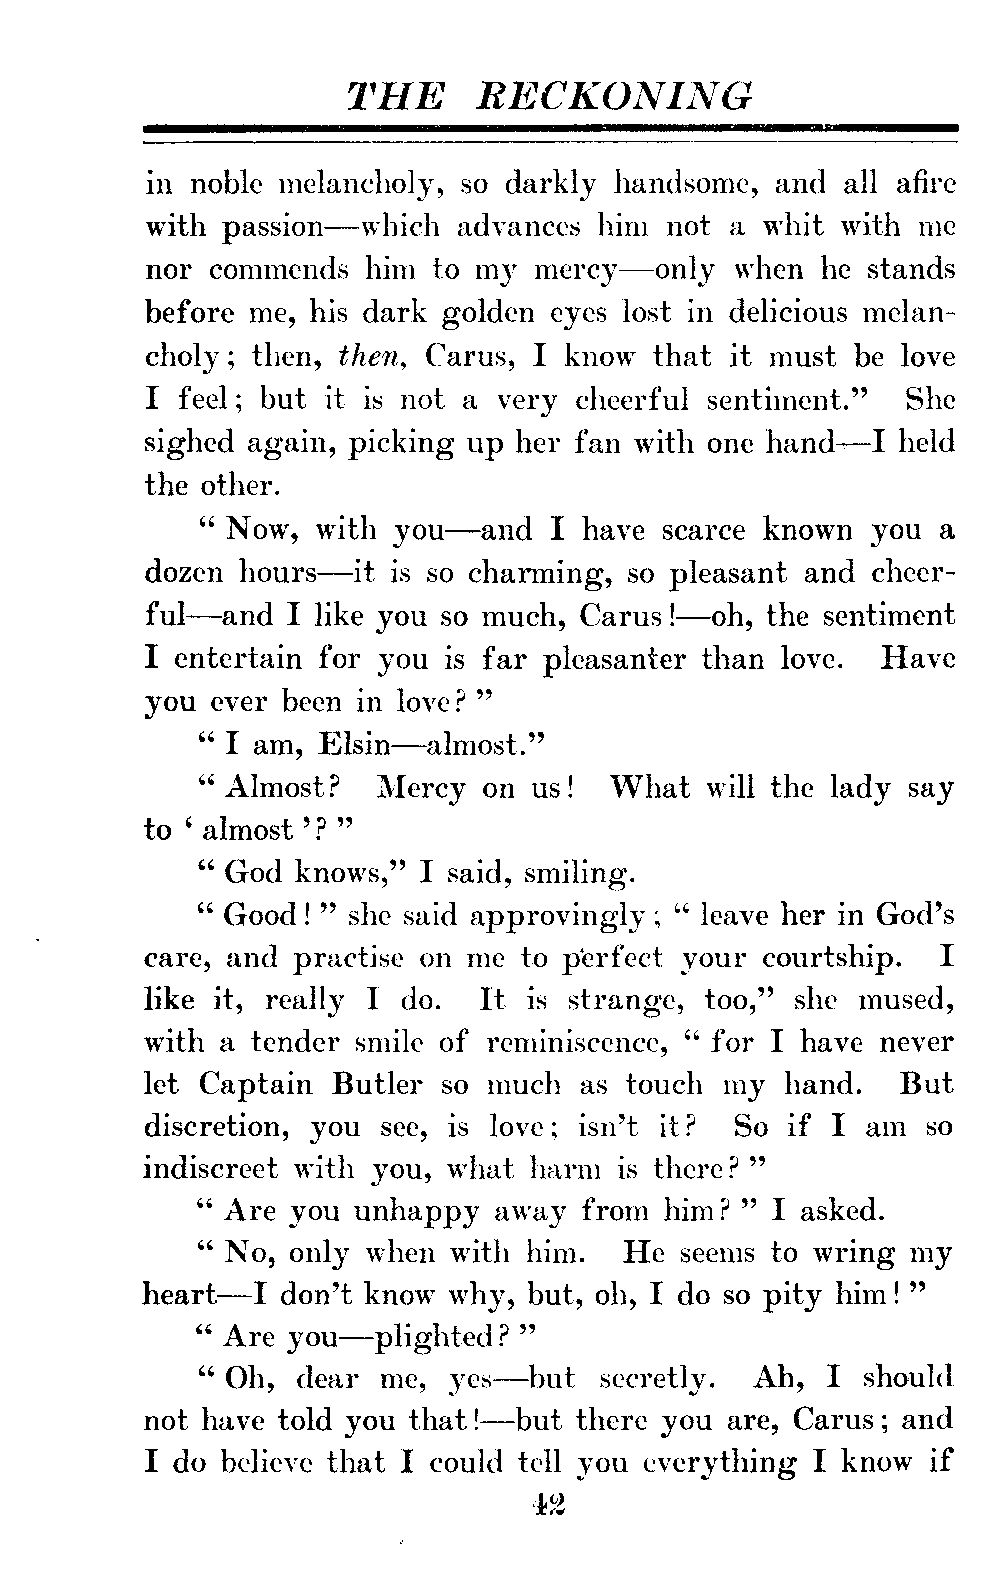 THE RECKONING
in noble melancholy, so darkly handsome, and all afire
with passion—which advances him not a whit with me
nor commends him to my mercy—only when he stands
before me, his dark golden eyes lost in delicious melan-
choly; then, then, Carus, I know that it must be love
I feel; but it is not a very cheerful sentiment.” She
sighed again, picking up her fan with one hand—I held
the other.
“ Now, with you—and I have scarce known you a
dozen hours—it is so charming, so pleasant and cheer-
ful—and I like you so much, Carus!—oh, the sentiment
I entertain for you is far pleasanter than love. Have
you ever been in love? ”
“ I am, Elsin—almost.”
“ Almost? Mercy on us! What will the lady say
to ‘ almost ’? ”
“ God knows,” I said, smiling.
“ Good! ” she said approvingly; “ leave her in God’s
care, and practise on me to perfect your courtship. I
like it, really I do. It is strange, too,” she mused,
with a tender smile of reminiscence, “ for I have never
let Captain Butler so much as touch my hand. But
discretion, you see, is love; isn’t it? So if I am so
indiscreet with you, what harm is there? ”
“ Are you unhappy away from him? ” I asked.
“ No, only when with him. He seems to wring my
heart—I don’t know why, but, oh, I do so pity him! ”
“ Are you—plighted? ”
“ Oh, dear me, yes—but secretly. Ah, I should
not have told you that!—but there you are, Carus; and
I do believe that I could tell you everything I know if
42